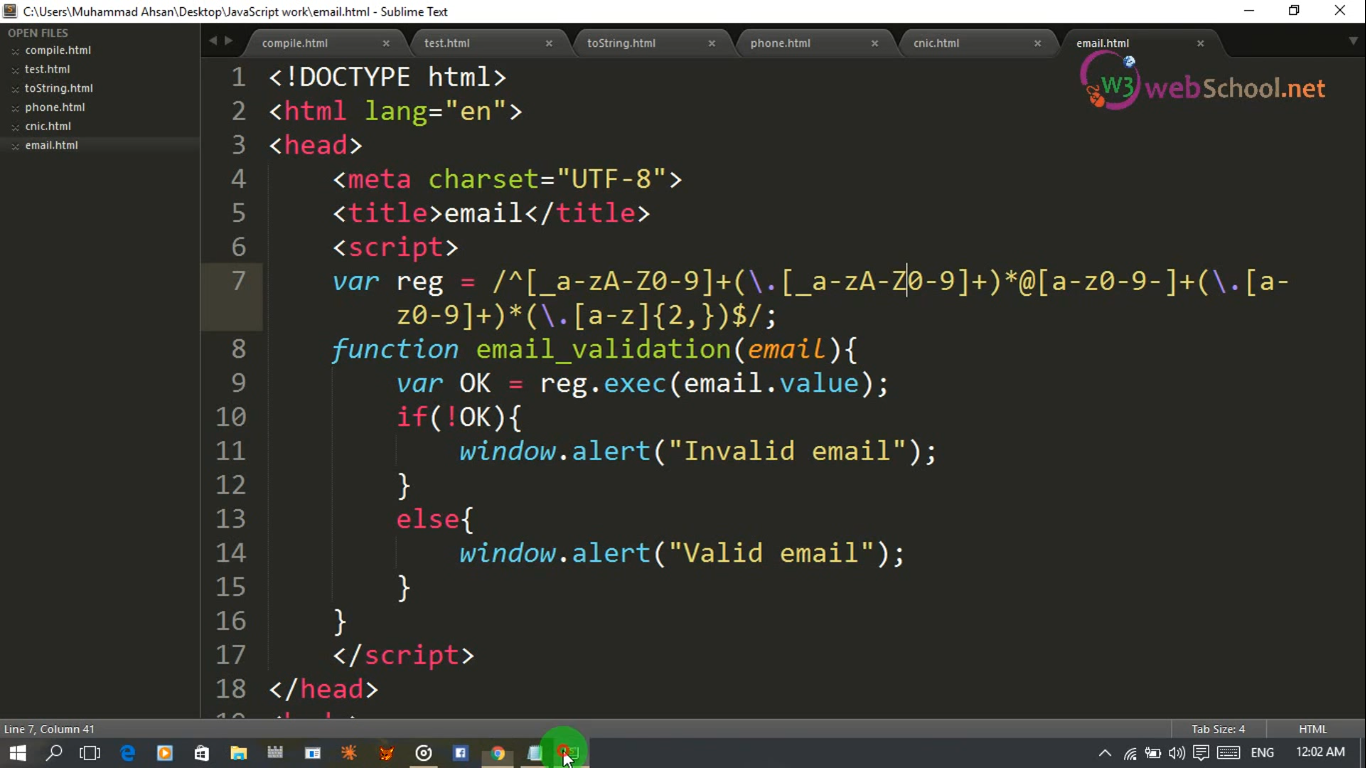 C:\Users\Muhammad Ahsan\Desktop\JavaScript work\email.html - Sublime Text
OPEN FILES
compile.html
test.html
toString.html
phone.html
cnic.html
email.html
compile.html
test.html
toString.html
phone.html
cnic.html
email.html
W3 webSchool.net
1 <!DOCTYPE html>
2 <html lang="en">
3 <head>
4 <meta charset="UTF-8">
5 <title>email</title>
6 <script>
7 var reg = /^[_a-zA-Z0-9]+(\.[_a-zA-Z0-9]+)*@[a-z0-9-]+(\.[a-
z0-9]+)*(\.[a-z]{2,})$/;
8 function email_validation(email){
9 var OK = reg.exec(email.value);
10 if(!OK){
11 window.alert("Invalid email");
12 }
13 else{
14 window.alert("Valid email");
15 }
16 }
17 </script>
18 </head>
Line 7, Column 41
Tab Size: 4
HTML
ENG
12:02 AM